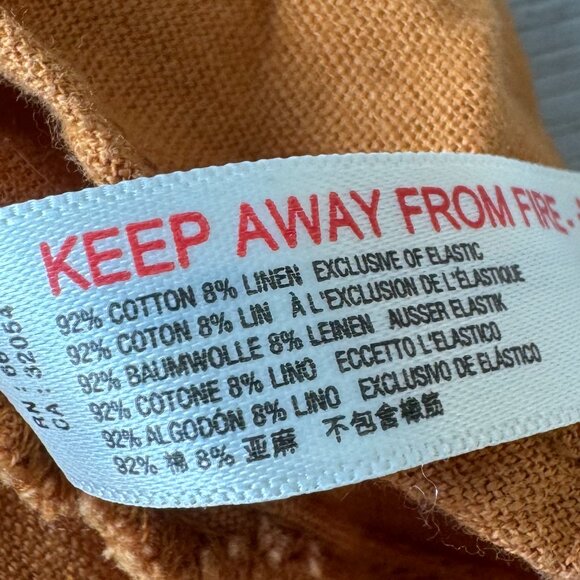 KEEP AWAY FROM FIRE -
92% COTTON 8% LINEN EXCLUSIVE OF ELASTIC
92% COTON 8% LIN À L'EXCLUSION DE L'ÉLASTIQUE
92% BAUMWOLLE 8% LEINEN AUSSER ELASTIK
92% COTONE 8% LINO ECCETTO L'ELASTICO
92% ALGODÓN 8% LINO EXCLUSIVO DE ELÁSTICO
92% 棉 8% 亚麻 不包含橡筋
RN:
CA: 32054